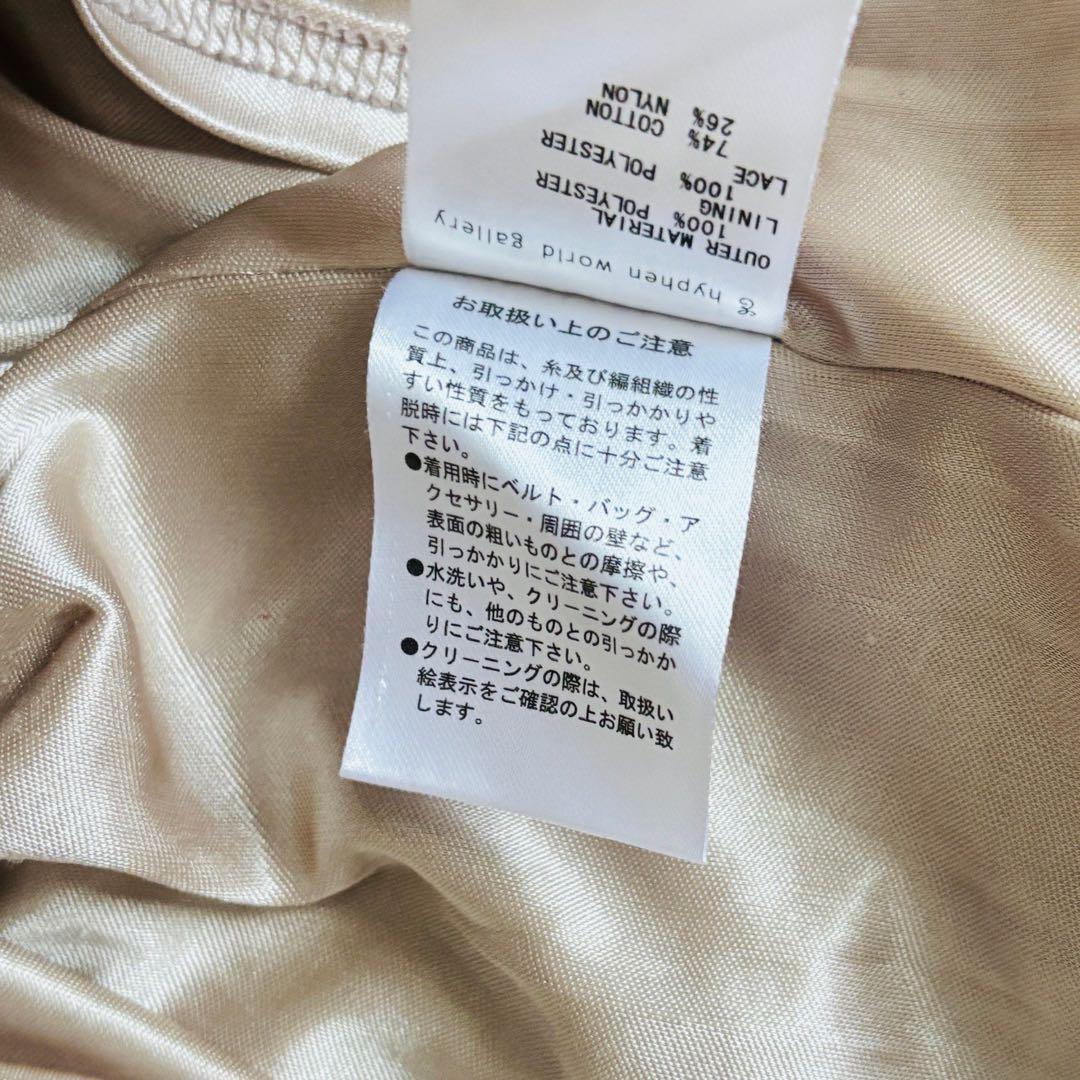 & hyphen world gallery
OUTER MATERIAL
100% POLYESTER
LINING
100% POLYESTER
LACE
74% COTTON
26% NYLON
お取扱い上のご注意
この商品は、糸及び編組織の性
質上、引っかけ・引っかかりや
すい性質をもっております。着
脱時には下記の点に十分ご注意
下さい。
●着用時にベルト・バッグ・ア
クセサリー・周囲の壁など、
表面の粗いものとの摩擦や、
引っかかりにご注意下さい。
●水洗いや、クリーニングの際
にも、他のものとの引っかか
りにご注意下さい。
●クリーニングの際は、取扱い
絵表示をご確認の上お願い致
します。